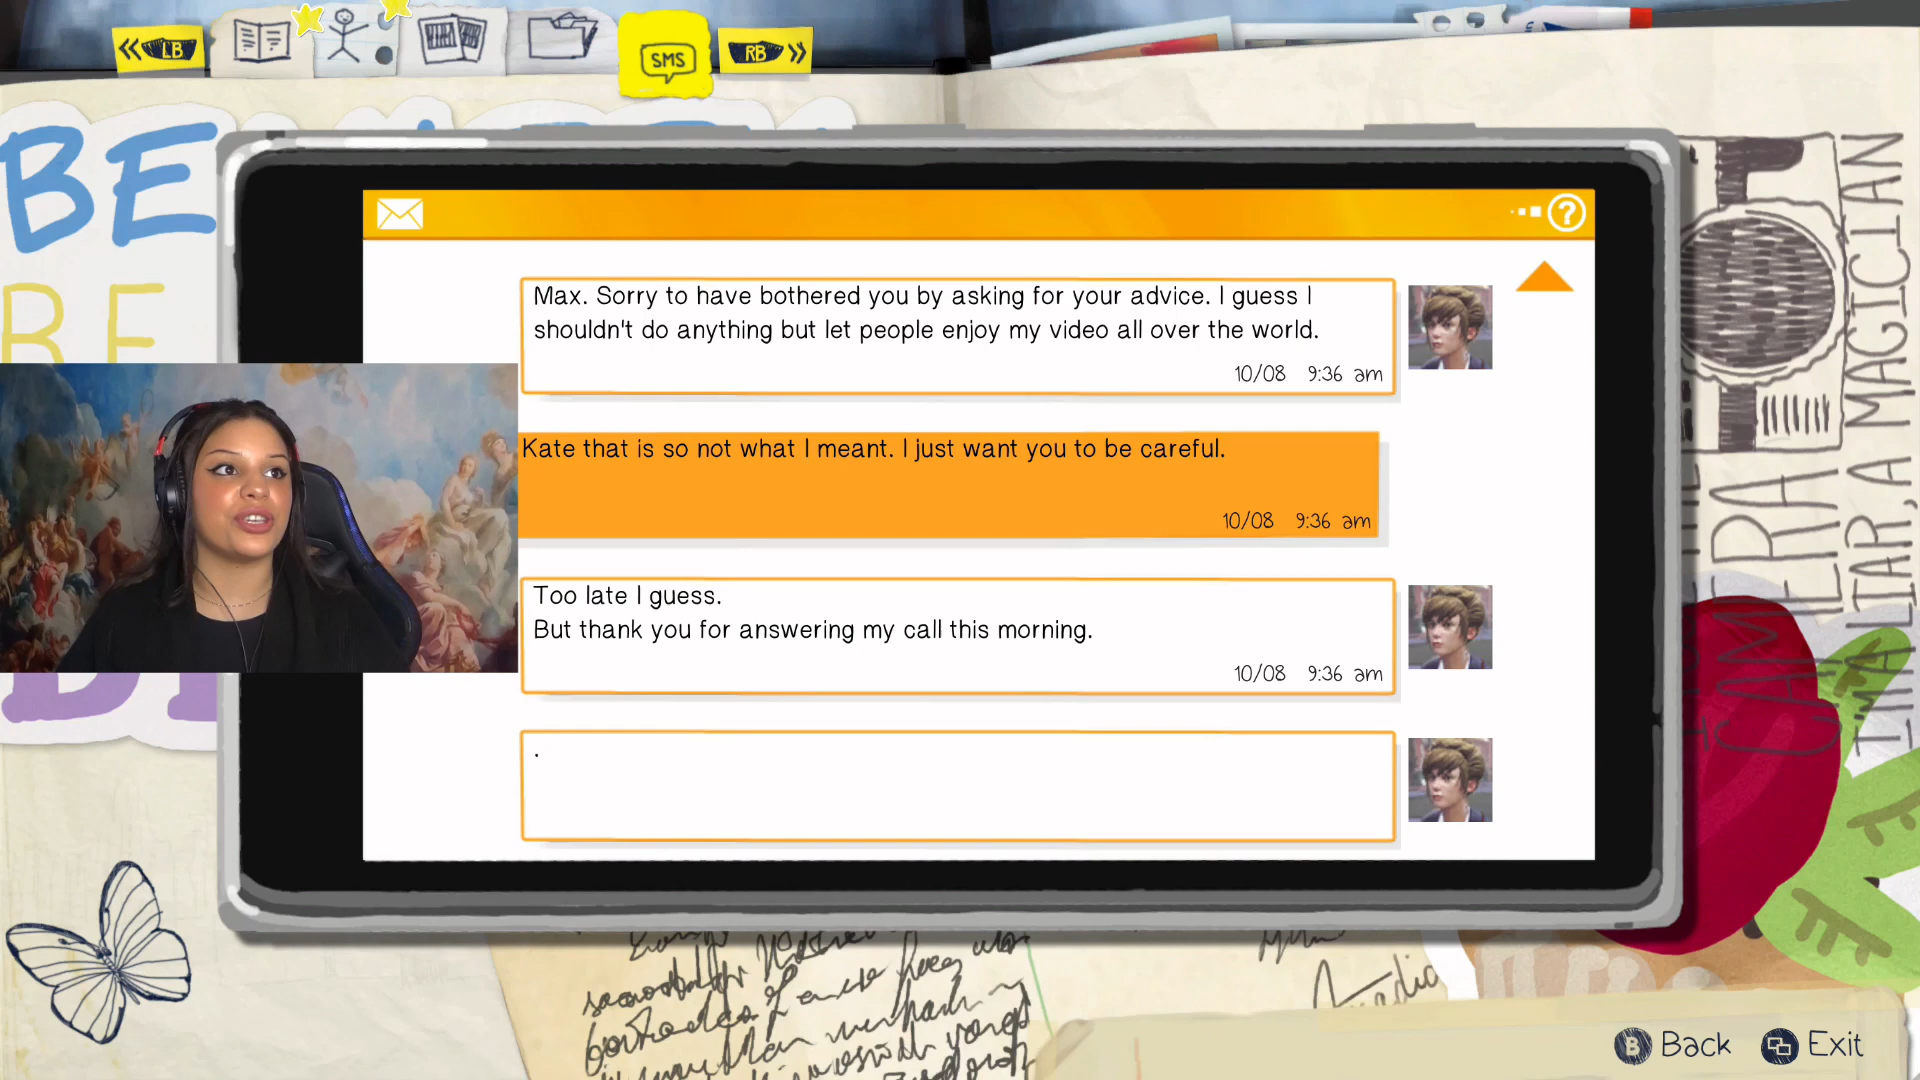 LB
SMS
RB
BE
BE
Max. Sorry to have bothered you by asking for your advice. I guess I
shouldn't do anything but let people enjoy my video all over the world.
10/08 9:36 am
Kate that is so not what I meant. I just want you to be careful.
10/08 9:36 am
Too late I guess.
But thank you for answering my call this morning.
10/08 9:36 am
.
CAMERA
LIAR, A MAGICIAN
B Back
Exit